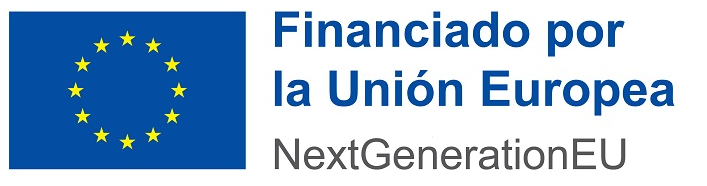 Financiado por
la Unión Europea
NextGenerationEU